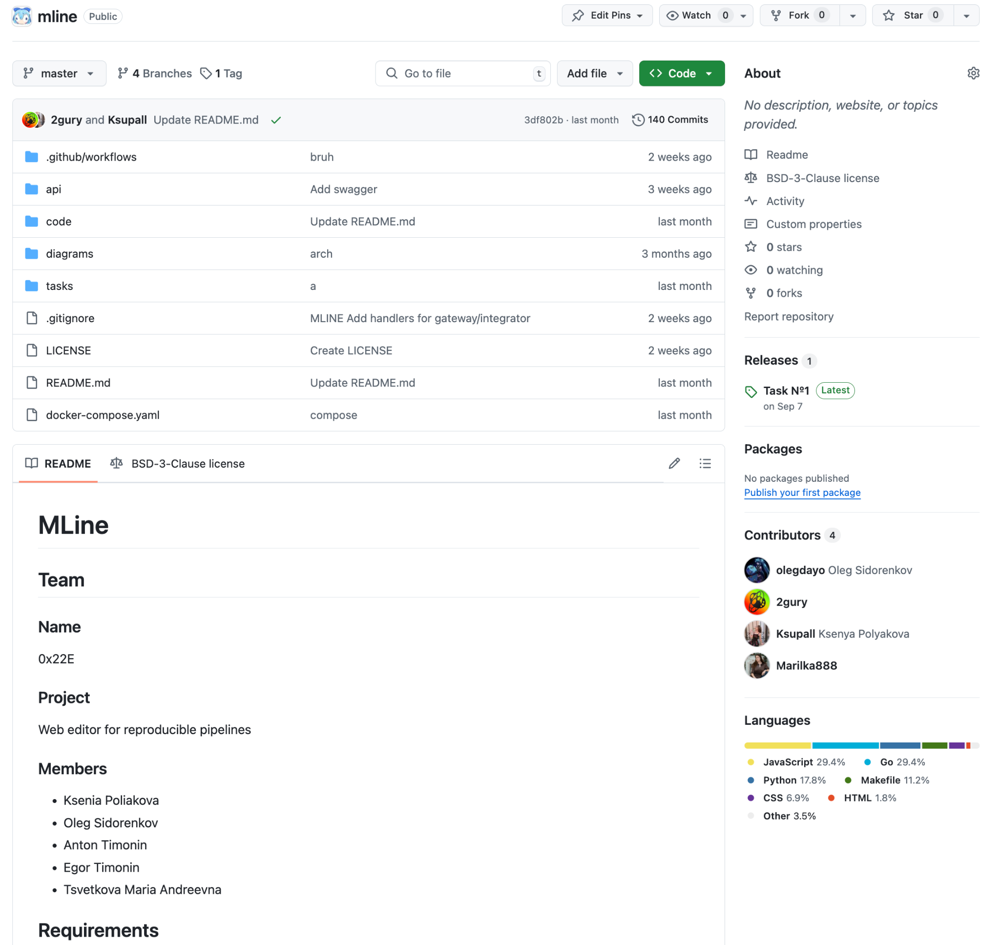 mline Public Edit Pins Watch 0 Fork 0 Star 0
master 4 Branches 1 Tag Go to file t Add file Code
2gury and Ksupall Update README.md 3df802b · last month 140 Commits
.github/workflows bruh 2 weeks ago
api Add swagger 3 weeks ago
code Update README.md last month
diagrams arch 3 months ago
tasks a last month
.gitignore MLINE Add handlers for gateway/integrator 2 weeks ago
LICENSE Create LICENSE 2 weeks ago
README.md Update README.md last month
docker-compose.yaml compose last month
README BSD-3-Clause license
MLine
Team
Name
0x22E
Project
Web editor for reproducible pipelines
Members
• Ksenia Poliakova
• Oleg Sidorenkov
• Anton Timonin
• Egor Timonin
• Tsvetkova Maria Andreevna
Requirements
About
No description, website, or topics
provided.
Readme
BSD-3-Clause license
Activity
Custom properties
0 stars
0 watching
0 forks
Report repository
Releases 1
Task №1 Latest
on Sep 7
Packages
No packages published
Publish your first package
Contributors 4
olegdayo Oleg Sidorenkov
2gury
Ksupall Ksenya Polyakova
Marilka888
Languages
JavaScript 29.4% Go 29.4%
Python 17.8% Makefile 11.2%
CSS 6.9% HTML 1.8%
Other 3.5%